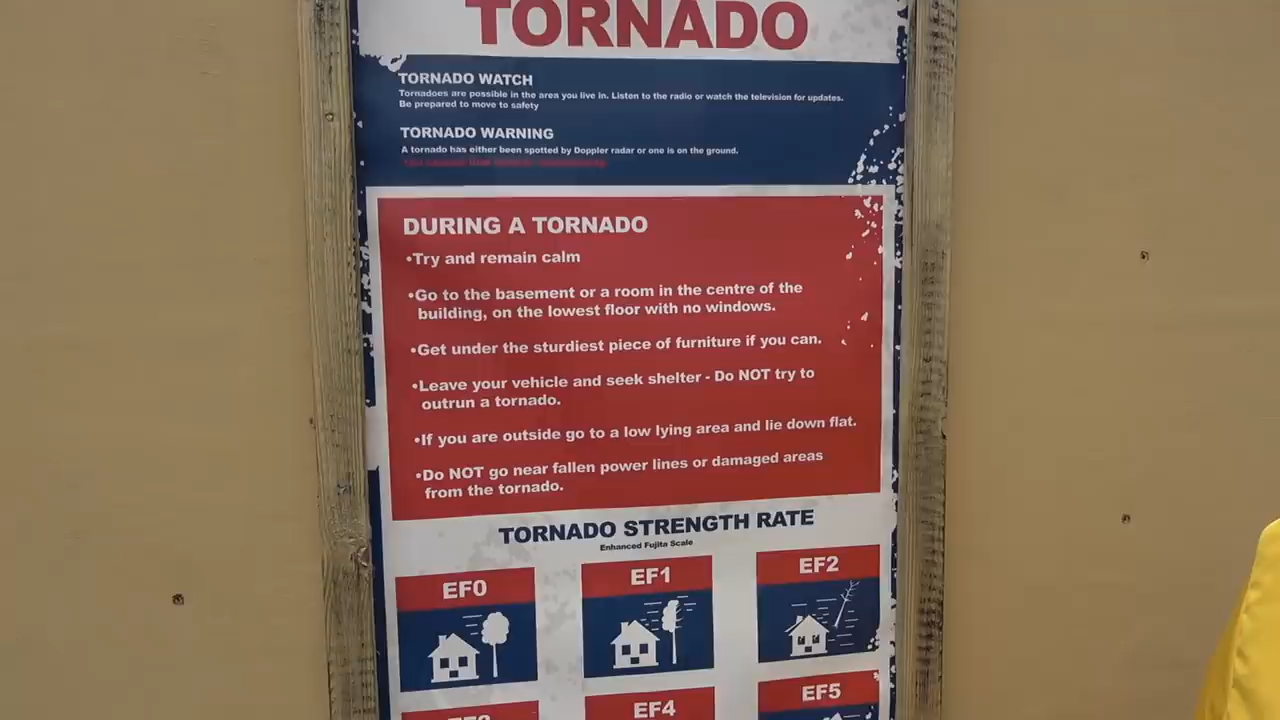 TORNADO
TORNADO WATCH
Tornadoes are possible in the area you live in. Listen to the radio or watch the television for updates.
Be prepared to move to safety
TORNADO WARNING
A tornado has either been spotted by Doppler radar or one is on the ground.
DURING A TORNADO
•Try and remain calm
•Go to the basement or a room in the centre of the
building, on the lowest floor with no windows.
•Get under the sturdiest piece of furniture if you can.
•Leave your vehicle and seek shelter - Do NOT try to
outrun a tornado.
•If you are outside go to a low lying area and lie down flat.
•Do NOT go near fallen power lines or damaged areas
from the tornado.
TORNADO STRENGTH RATE
Enhanced Fujita Scale
EF0 EF1 EF2
EF3 EF4 EF5